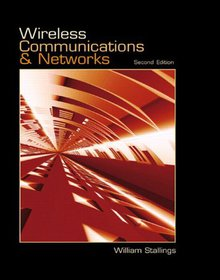 Wireless
Communications
& Networks
Second Edition
William Stallings